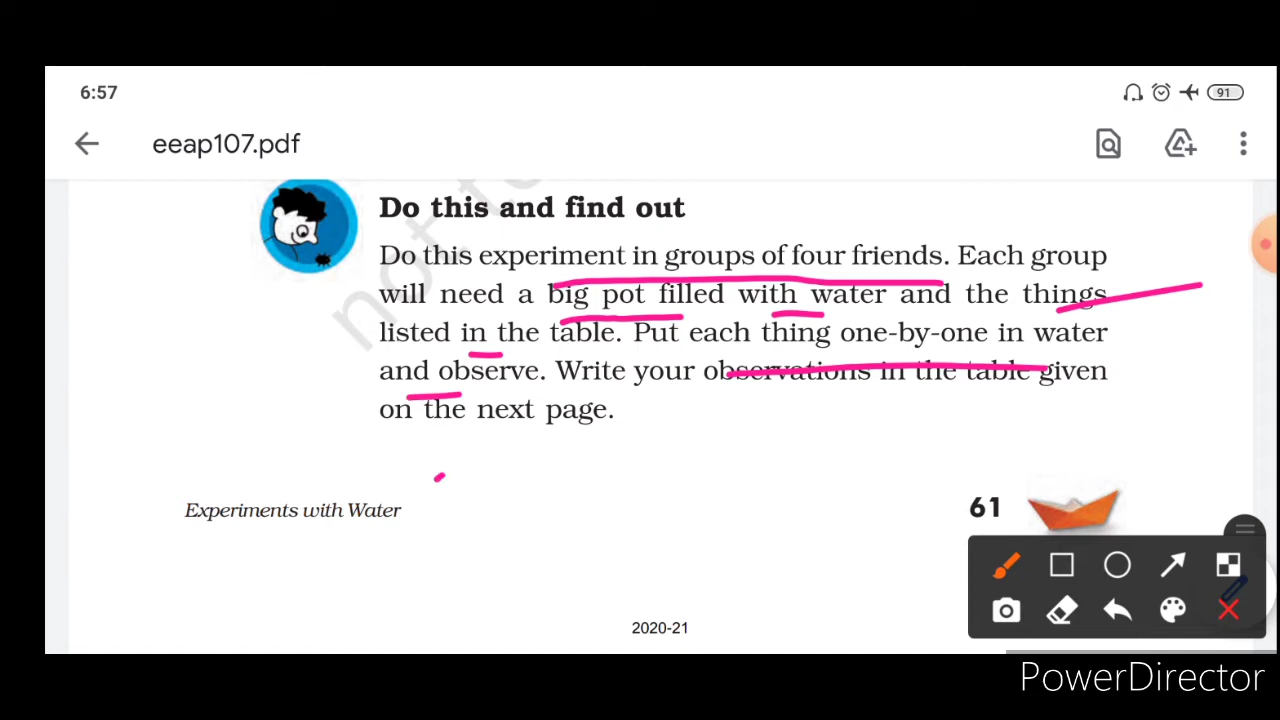 6:57
91
eeap107.pdf
Do this and find out
Do this experiment in groups of four friends. Each group
will need a big pot filled with water and the things
listed in the table. Put each thing one-by-one in water
and observe. Write your observations in the table given
on the next page.
not to
Experiments with Water
61
2020-21
PowerDirector